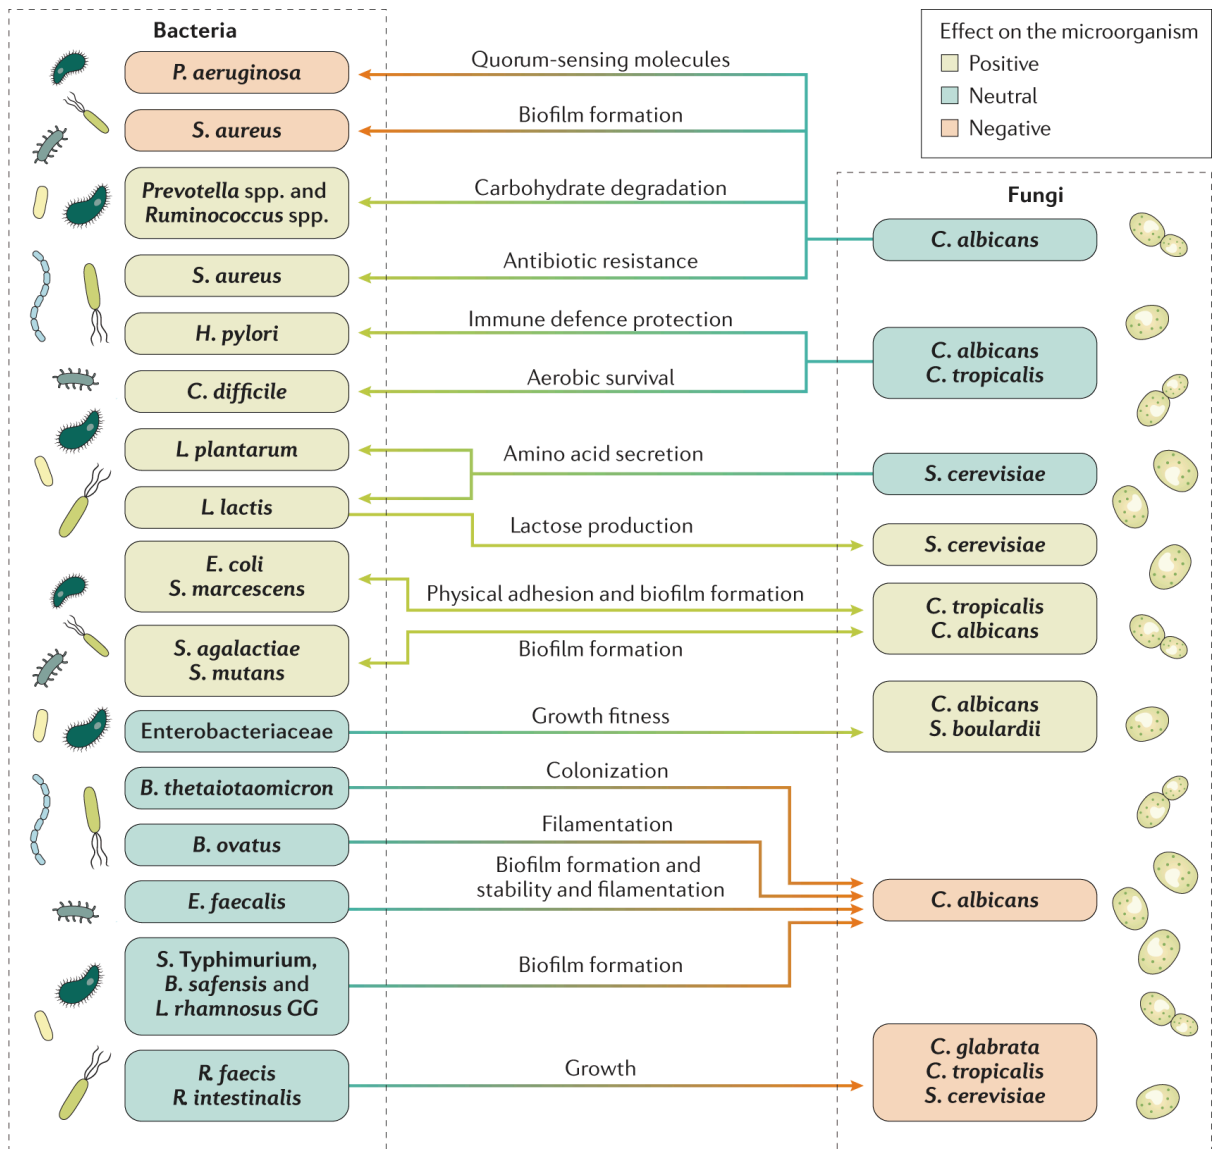 Bacteria
P. aeruginosa
S. aureus
Prevotella spp. and
Ruminococcus spp.
S. aureus
H. pylori
C. difficile
L. plantarum
L. lactis
E. coli
S. marcescens
S. agalactiae
S. mutans
Enterobacteriaceae
B. thetaiotaomicron
B. ovatus
E. faecalis
S. Typhimurium,
B. safensis and
L. rhamnosus GG
R. faecis
R. intestinalis
Quorum-sensing molecules
Biofilm formation
Carbohydrate degradation
Antibiotic resistance
Immune defence protection
Aerobic survival
Amino acid secretion
Lactose production
Physical adhesion and biofilm formation
Biofilm formation
Growth fitness
Colonization
Filamentation
Biofilm formation and
stability and filamentation
Biofilm formation
Growth
Effect on the microorganism
Positive
Neutral
Negative
Fungi
C. albicans
C. albicans
C. tropicalis
S. cerevisiae
S. cerevisiae
C. tropicalis
C. albicans
C. albicans
S. boulardii
C. albicans
C. glabrata
C. tropicalis
S. cerevisiae